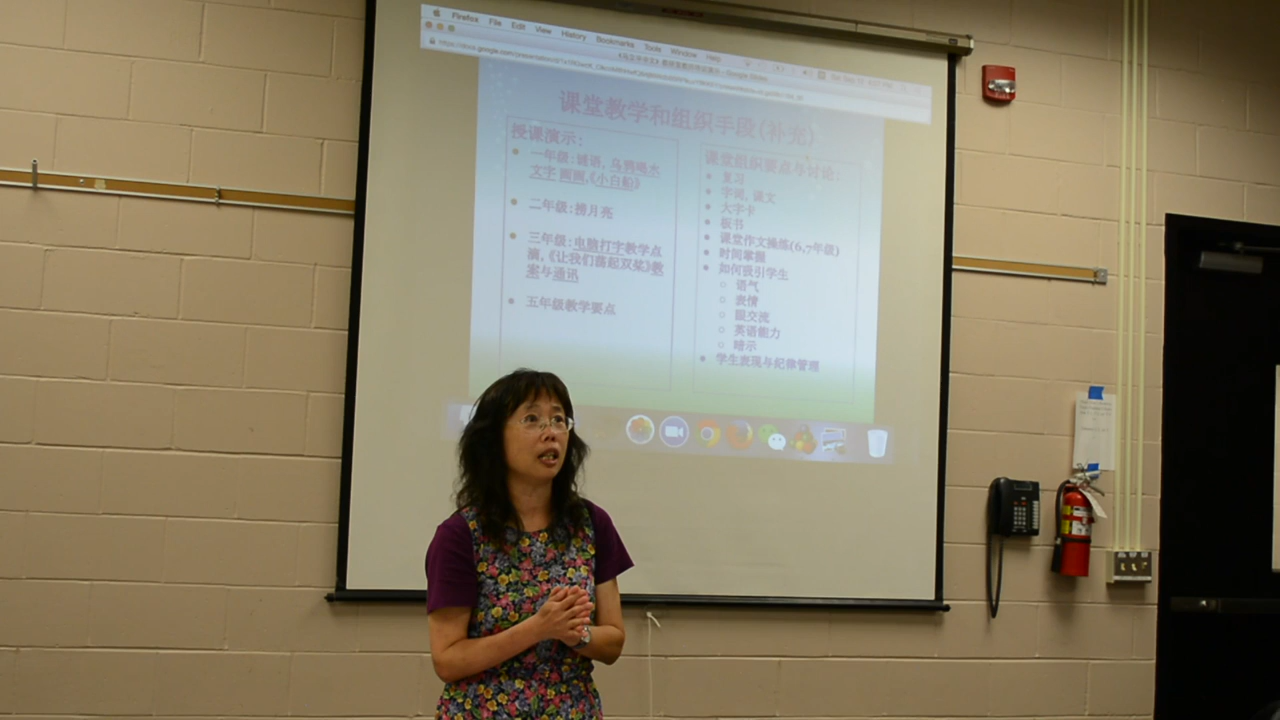 Firefox File Edit View History Bookmarks Tools Window Help
课堂教学和组织手段(补充)
授课演示:
一年级:谜语, 乌鸦喝水
文字 画画,《小白船》
二年级:捞月亮
三年级:电脑打字教学点
滴,《让我们荡起双桨》教
案与通讯
五年级教学要点
课堂组织要点与讨论:
复习
字词, 课文
大字卡
板书
课堂作文操练(6,7年级)
时间掌握
如何吸引学生
语气
表情
眼交流
英语能力
暗示
学生表现与纪律管理